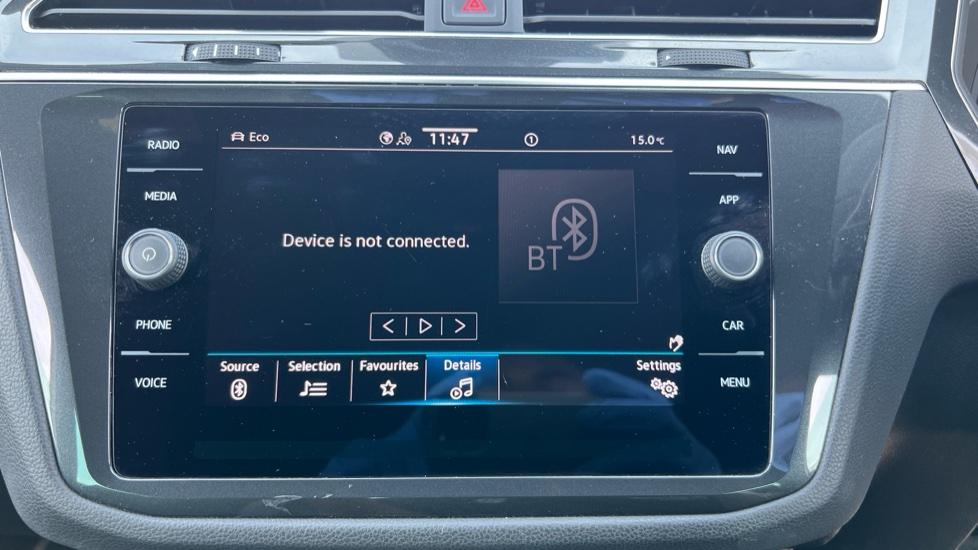 RADIO
MEDIA
PHONE
VOICE
Eco
11:47
1
15.0°C
Device is not connected.
BT
Source
Selection
Favourites
Details
Settings
NAV
APP
CAR
MENU